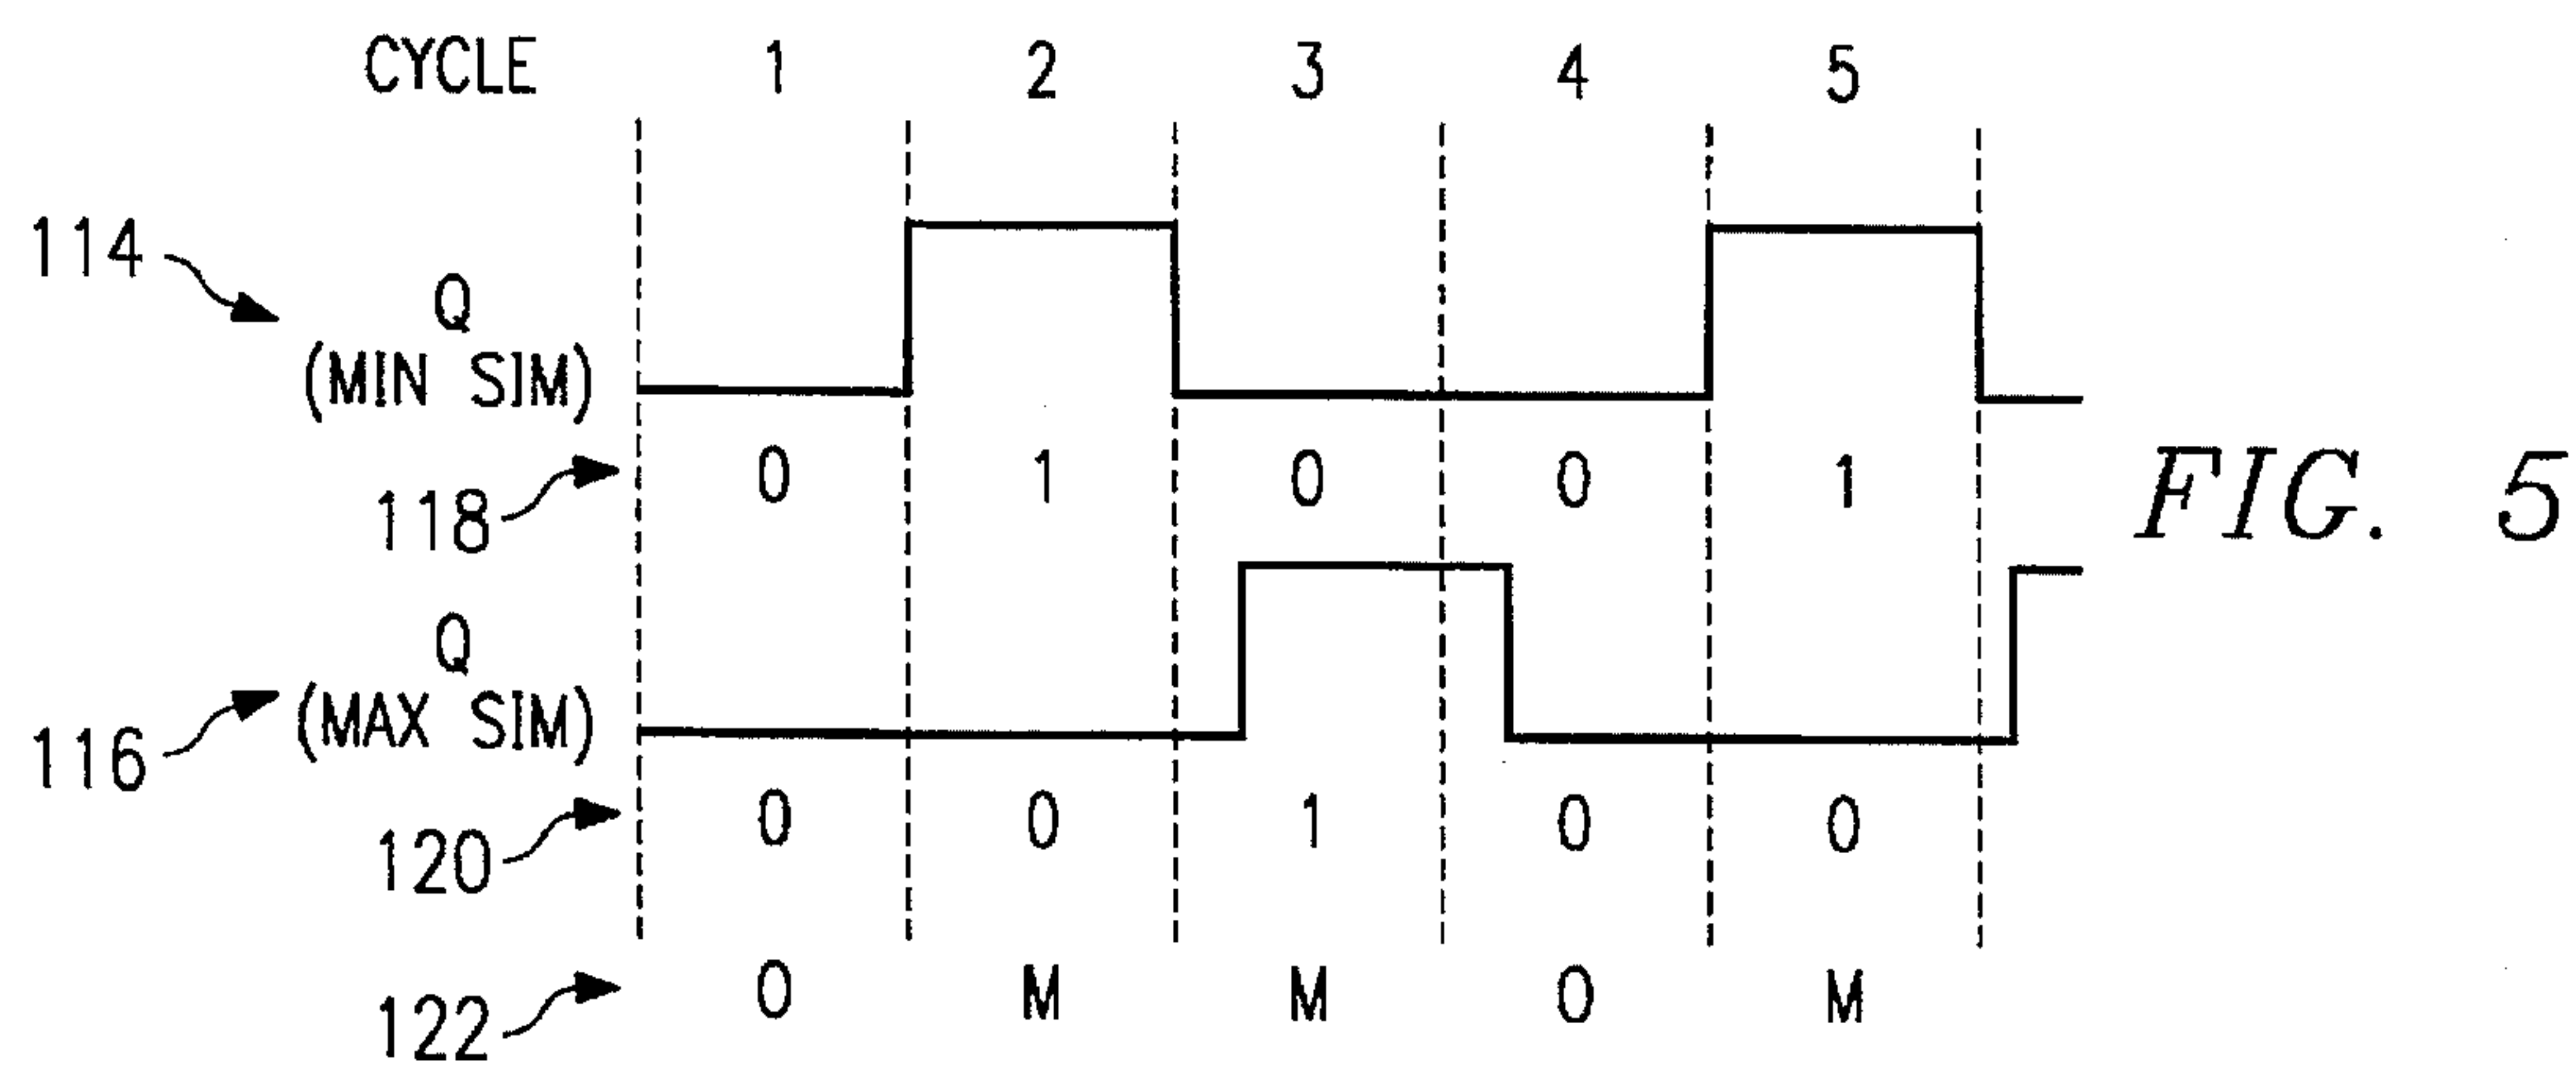 CYCLE 1 2 3 4 5
114
Q
(MIN SIM)
118 0 1 0 0 1
FIG. 5
Q
(MAX SIM)
116
120 0 0 1 0 0
122 0 M M 0 M